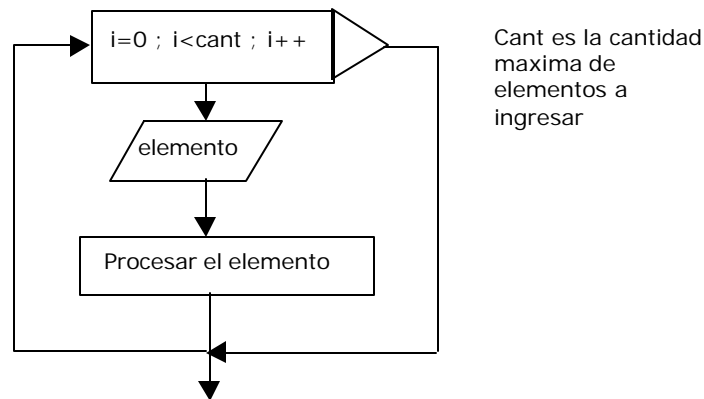 i=0 ; i<cant ; i++
Cant es la cantidad
maxima de
elementos a
ingresar
elemento
Procesar el elemento